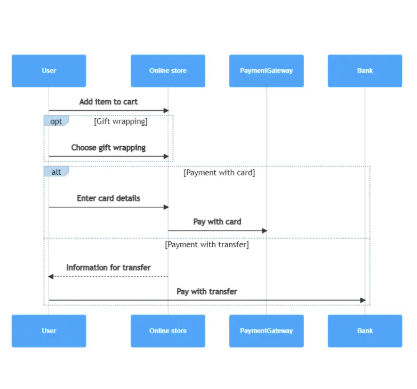 User Online store PaymentGateway Bank
Add item to cart
opt [Gift wrapping]
Choose gift wrapping
alt [Payment with card]
Enter card details
Pay with card
[Payment with transfer]
Information for transfer
Pay with transfer
User Online store PaymentGateway Bank